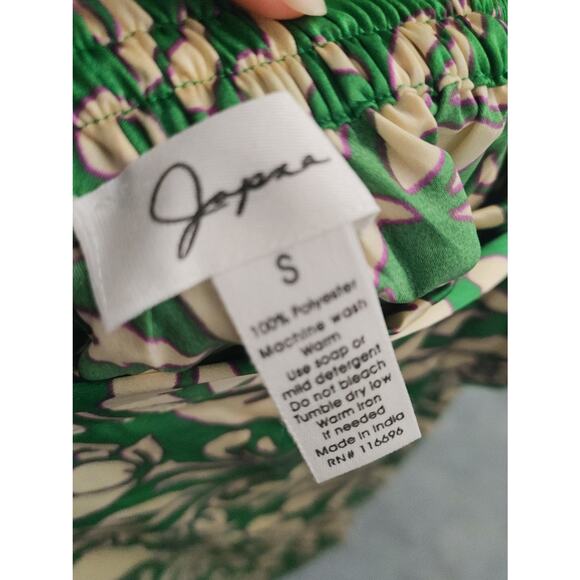 Japna
S
100% Polyester
Machine wash
Warm
Use soap or
mild detergent
Do not bleach
Tumble dry low
Warm Iron
If needed
Made in India
RN# 116696